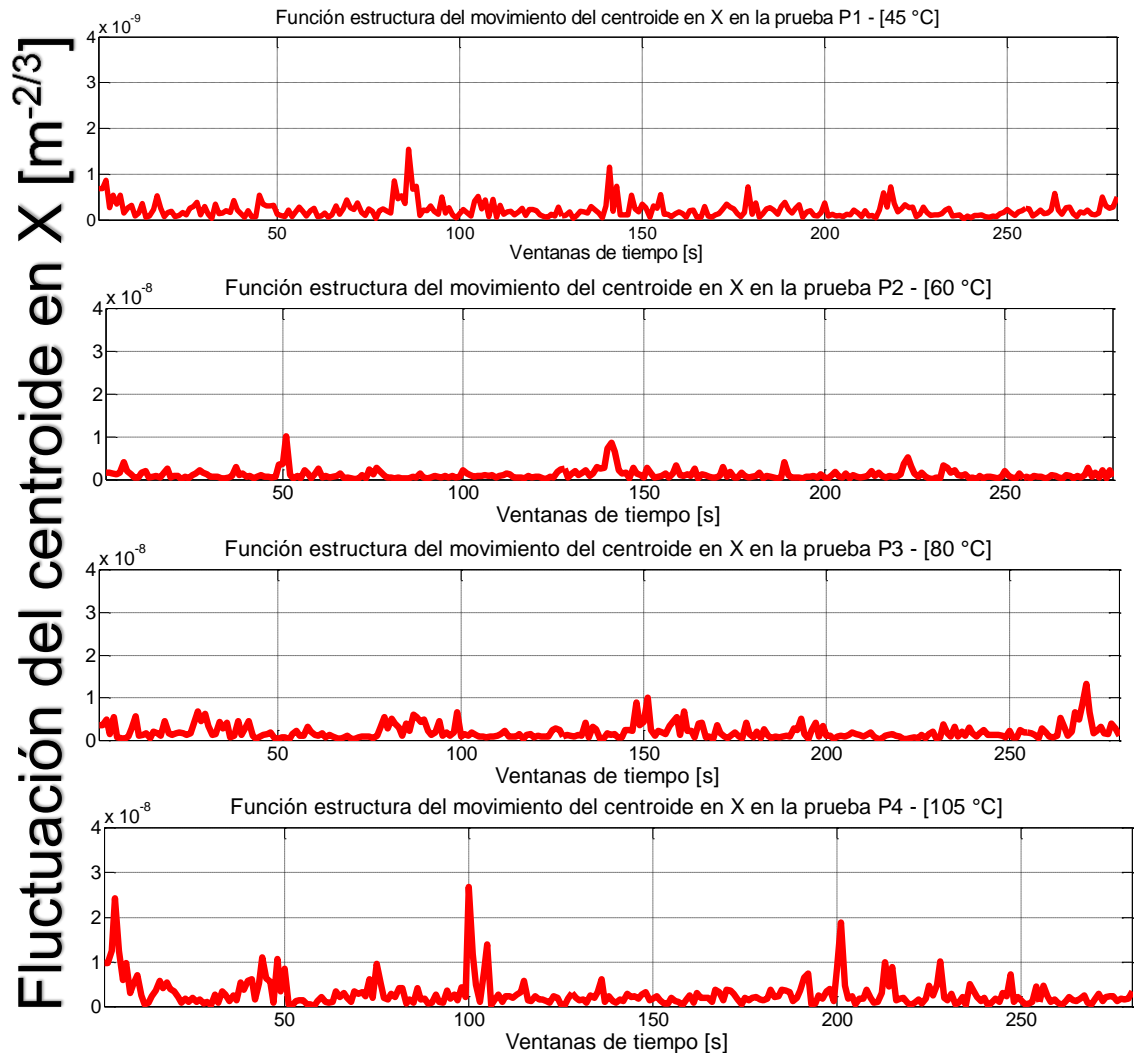 Fluctuación del centroide en X [m-2/3]
Función estructura del movimiento del centroide en X en la prueba P1 - [45 °C]
x 10-9
4
3
2
1
0
50 100 150 200 250
Ventanas de tiempo [s]
Función estructura del movimiento del centroide en X en la prueba P2 - [60 °C]
x 10-8
4
3
2
1
0
50 100 150 200 250
Ventanas de tiempo [s]
Función estructura del movimiento del centroide en X en la prueba P3 - [80 °C]
x 10-8
4
3
2
1
0
50 100 150 200 250
Ventanas de tiempo [s]
Función estructura del movimiento del centroide en X en la prueba P4 - [105 °C]
x 10-8
4
3
2
1
0
50 100 150 200 250
Ventanas de tiempo [s]